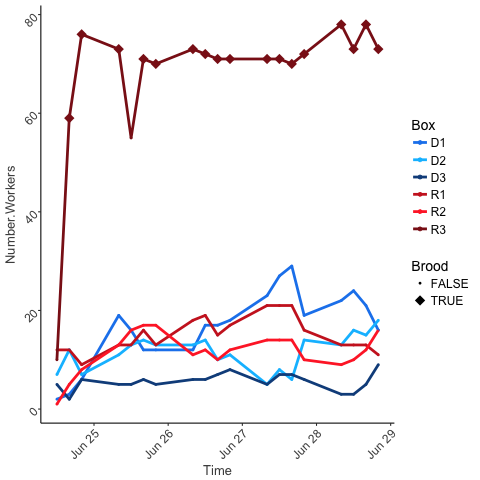 80
60
40
20
0
Number.Workers
Jun 25
Jun 26
Jun 27
Jun 28
Jun 29
Time
Box
D1
D2
D3
R1
R2
R3
Brood
FALSE
TRUE